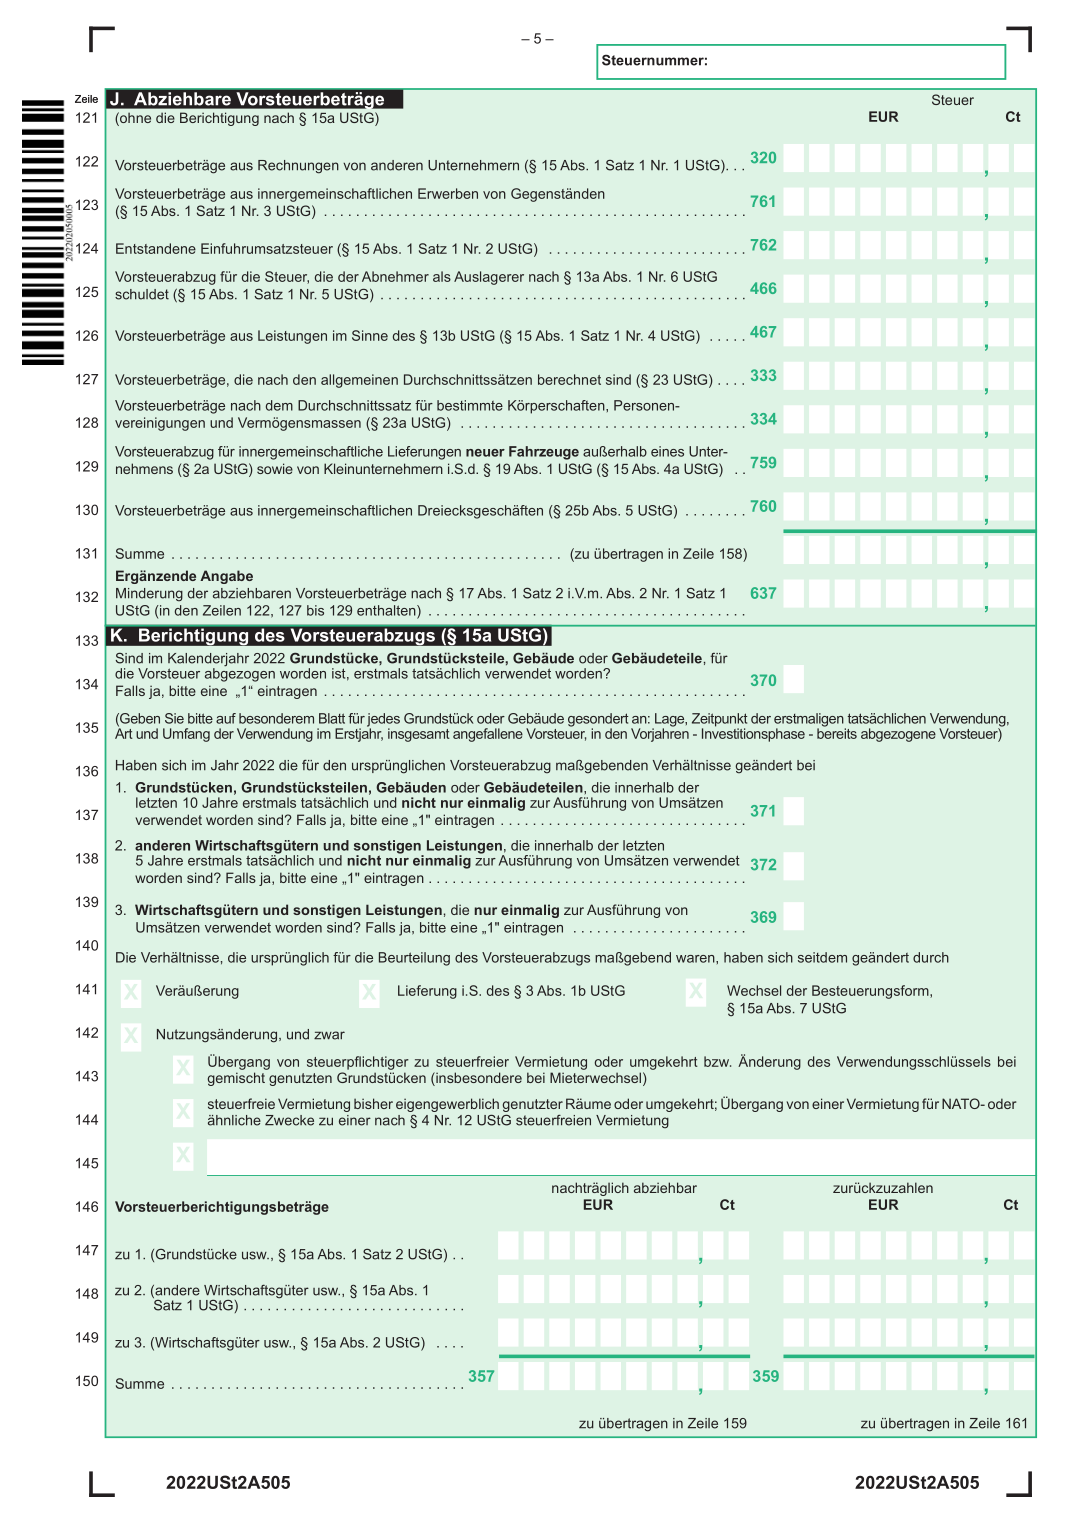 – 5 –
Steuernummer:
Zeile J. Abziehbare Vorsteuerbeträge Steuer
121 (ohne die Berichtigung nach § 15a UStG) EUR Ct
122 Vorsteuerbeträge aus Rechnungen von anderen Unternehmern (§ 15 Abs. 1 Satz 1 Nr. 1 UStG). . . 320 ,
Vorsteuerbeträge aus innergemeinschaftlichen Erwerben von Gegenständen
123 (§ 15 Abs. 1 Satz 1 Nr. 3 UStG) . . . . . . . . . . . . . . . . . . . . 761 ,
202202050005
124 Entstandene Einfuhrumsatzsteuer (§ 15 Abs. 1 Satz 1 Nr. 2 UStG) . . . . . . . . . . 762 ,
Vorsteuerabzug für die Steuer, die der Abnehmer als Auslagerer nach § 13a Abs. 1 Nr. 6 UStG
125 schuldet (§ 15 Abs. 1 Satz 1 Nr. 5 UStG) . . . . . . . . . . . . . . . . . . . . 466 ,
126 Vorsteuerbeträge aus Leistungen im Sinne des § 13b UStG (§ 15 Abs. 1 Satz 1 Nr. 4 UStG) . . . . . 467 ,
127 Vorsteuerbeträge, die nach den allgemeinen Durchschnittssätzen berechnet sind (§ 23 UStG) . . . . 333 ,
Vorsteuerbeträge nach dem Durchschnittssatz für bestimmte Körperschaften, Personen-
128 vereinigungen und Vermögensmassen (§ 23a UStG) . . . . . . . . . . . . . . . . 334 ,
Vorsteuerabzug für innergemeinschaftliche Lieferungen neuer Fahrzeuge außerhalb eines Unter-
129 nehmens (§ 2a UStG) sowie von Kleinunternehmern i.S.d. § 19 Abs. 1 UStG (§ 15 Abs. 4a UStG) . . 759 ,
130 Vorsteuerbeträge aus innergemeinschaftlichen Dreiecksgeschäften (§ 25b Abs. 5 UStG) . . . . . . . . 760 ,
131 Summe . . . . . . . . . . . . . . . . . . . . (zu übertragen in Zeile 158) ,
Ergänzende Angabe
132 Minderung der abziehbaren Vorsteuerbeträge nach § 17 Abs. 1 Satz 2 i.V.m. Abs. 2 Nr. 1 Satz 1 637 ,
UStG (in den Zeilen 122, 127 bis 129 enthalten) . . . . . . . . . . . . . . . . . . . .
133 K. Berichtigung des Vorsteuerabzugs (§ 15a UStG)
Sind im Kalenderjahr 2022 Grundstücke, Grundstücksteile, Gebäude oder Gebäudeteile, für
die Vorsteuer abgezogen worden ist, erstmals tatsächlich verwendet worden?
134 Falls ja, bitte eine „1“ eintragen . . . . . . . . . . . . . . . . . . . . 370
(Geben Sie bitte auf besonderem Blatt für jedes Grundstück oder Gebäude gesondert an: Lage, Zeitpunkt der erstmaligen tatsächlichen Verwendung,
135 Art und Umfang der Verwendung im Erstjahr, insgesamt angefallene Vorsteuer, in den Vorjahren - Investitionsphase - bereits abgezogene Vorsteuer)
136 Haben sich im Jahr 2022 die für den ursprünglichen Vorsteuerabzug maßgebenden Verhältnisse geändert bei
1. Grundstücken, Grundstücksteilen, Gebäuden oder Gebäudeteilen, die innerhalb der
letzten 10 Jahre erstmals tatsächlich und nicht nur einmalig zur Ausführung von Umsätzen
137 verwendet worden sind? Falls ja, bitte eine „1" eintragen . . . . . . . . . . . . . . . . 371
2. anderen Wirtschaftsgütern und sonstigen Leistungen, die innerhalb der letzten
138 5 Jahre erstmals tatsächlich und nicht nur einmalig zur Ausführung von Umsätzen verwendet 372
worden sind? Falls ja, bitte eine „1" eintragen . . . . . . . . . . . . . . . . . . . .
139 3. Wirtschaftsgütern und sonstigen Leistungen, die nur einmalig zur Ausführung von
Umsätzen verwendet worden sind? Falls ja, bitte eine „1" eintragen . . . . . . . . . . . . 369
140
Die Verhältnisse, die ursprünglich für die Beurteilung des Vorsteuerabzugs maßgebend waren, haben sich seitdem geändert durch
141 X Veräußerung X Lieferung i.S. des § 3 Abs. 1b UStG X Wechsel der Besteuerungsform,
§ 15a Abs. 7 UStG
142 X Nutzungsänderung, und zwar
X Übergang von steuerpflichtiger zu steuerfreier Vermietung oder umgekehrt bzw. Änderung des Verwendungsschlüssels bei
143 gemischt genutzten Grundstücken (insbesondere bei Mieterwechsel)
X steuerfreie Vermietung bisher eigengewerblich genutzter Räume oder umgekehrt; Übergang von einer Vermietung für NATO- oder
144 ähnliche Zwecke zu einer nach § 4 Nr. 12 UStG steuerfreien Vermietung
145 X
nachträglich abziehbar zurückzuzahlen
146 Vorsteuerberichtigungsbeträge EUR Ct EUR Ct
147 zu 1. (Grundstücke usw., § 15a Abs. 1 Satz 2 UStG) . . , ,
148 zu 2. (andere Wirtschaftsgüter usw., § 15a Abs. 1 , ,
Satz 1 UStG) . . . . . . . . . . . . . . . . . . . .
149 zu 3. (Wirtschaftsgüter usw., § 15a Abs. 2 UStG) . . . . , ,
150 Summe . . . . . . . . . . . . . . . . . . . . 357 , 359 ,
zu übertragen in Zeile 159 zu übertragen in Zeile 161
2022USt2A505 2022USt2A505